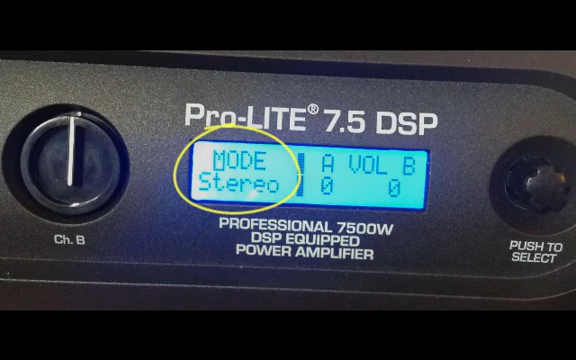 Pro-LITE® 7.5 DSP
MODE A VOL B
Stereo 0 0
PROFESSIONAL 7500W
DSP EQUIPPED
POWER AMPLIFIER
Ch. B
PUSH TO
SELECT